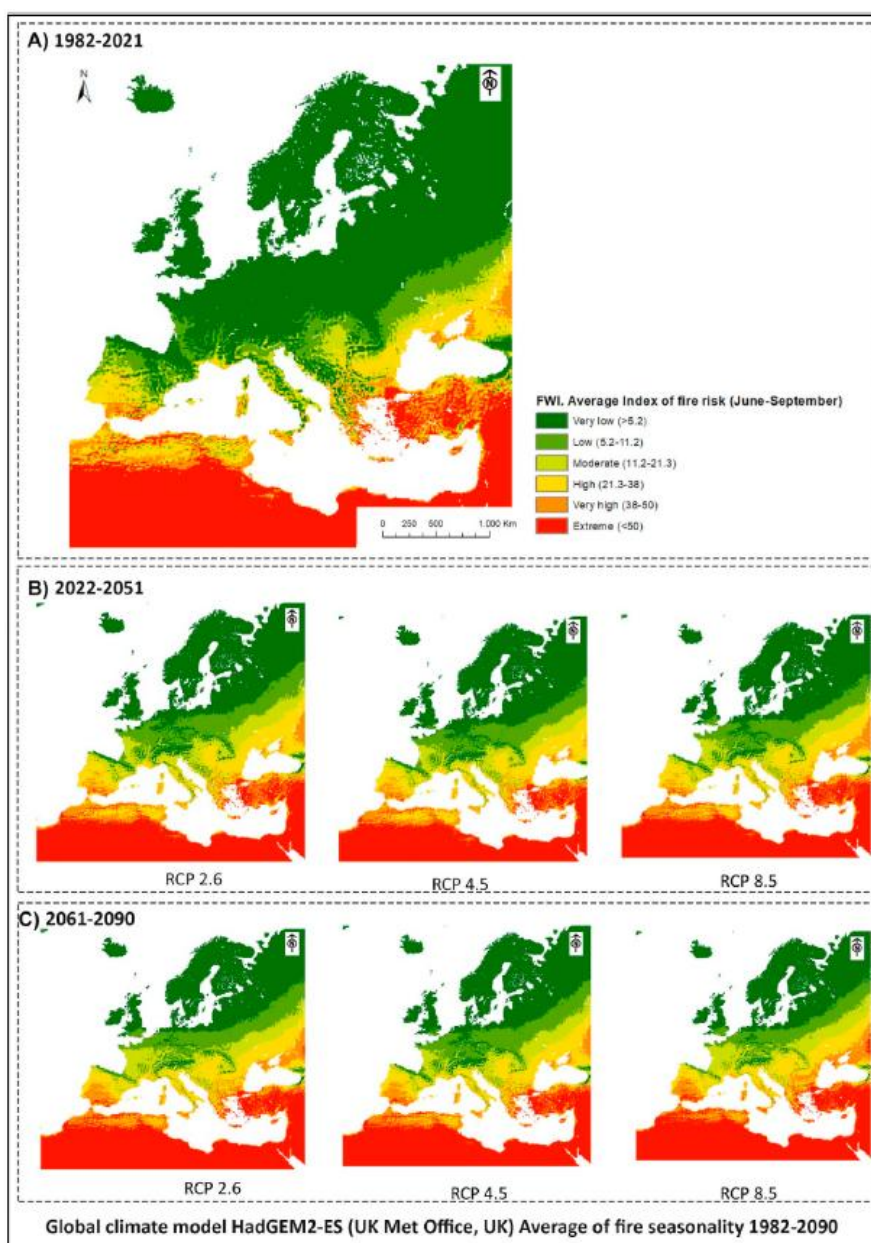 A) 1982-2021
N
N
FWI. Average Index of fire risk (June-September)
Very low (>5.2)
Low (5.2-11.2)
Moderate (11.2-21.3)
High (21.3-38)
Very high (38-50)
Extreme (<50)
0 250 500 1.000 Km
B) 2022-2051
N
N
N
RCP 2.6
RCP 4.5
RCP 8.5
C) 2061-2090
N
N
N
RCP 2.6
RCP 4.5
RCP 8.5
Global climate model HadGEM2-ES (UK Met Office, UK) Average of fire seasonality 1982-2090